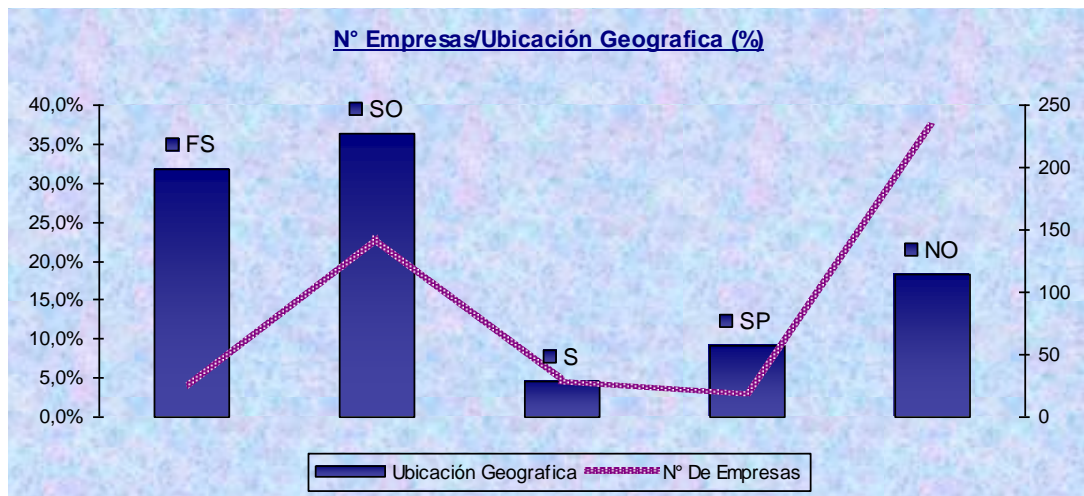 N° Empresas/Ubicación Geografica (%)
40,0%
35,0%
30,0%
25,0%
20,0%
15,0%
10,0%
5,0%
0,0%
FS
SO
S
SP
NO
250
200
150
100
50
0
Ubicación Geografica
N° De Empresas